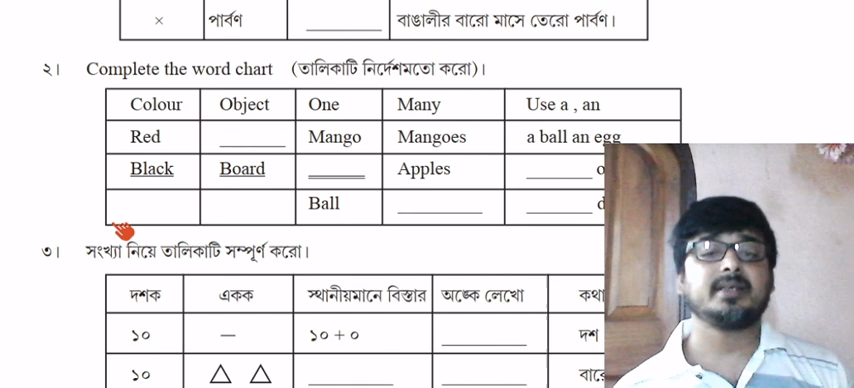 × পার্বণ ________ বাঙালীর বারো মাসে তেরো পার্বণ।
২। Complete the word chart (তালিকাটি নির্দেশমতো করো)।
Colour Object One Many Use a , an
Red ________ Mango Mangoes a ball an egg
Black Board ________ Apples ________
Ball ________ ________
৩। সংখ্যা নিয়ে তালিকাটি সম্পূর্ণ করো।
দশক একক স্থানীয়মানে বিস্তার অঙ্কে লেখো
১০ — ১০ + ০ ________ দশ
১০ △ △ ________ ________